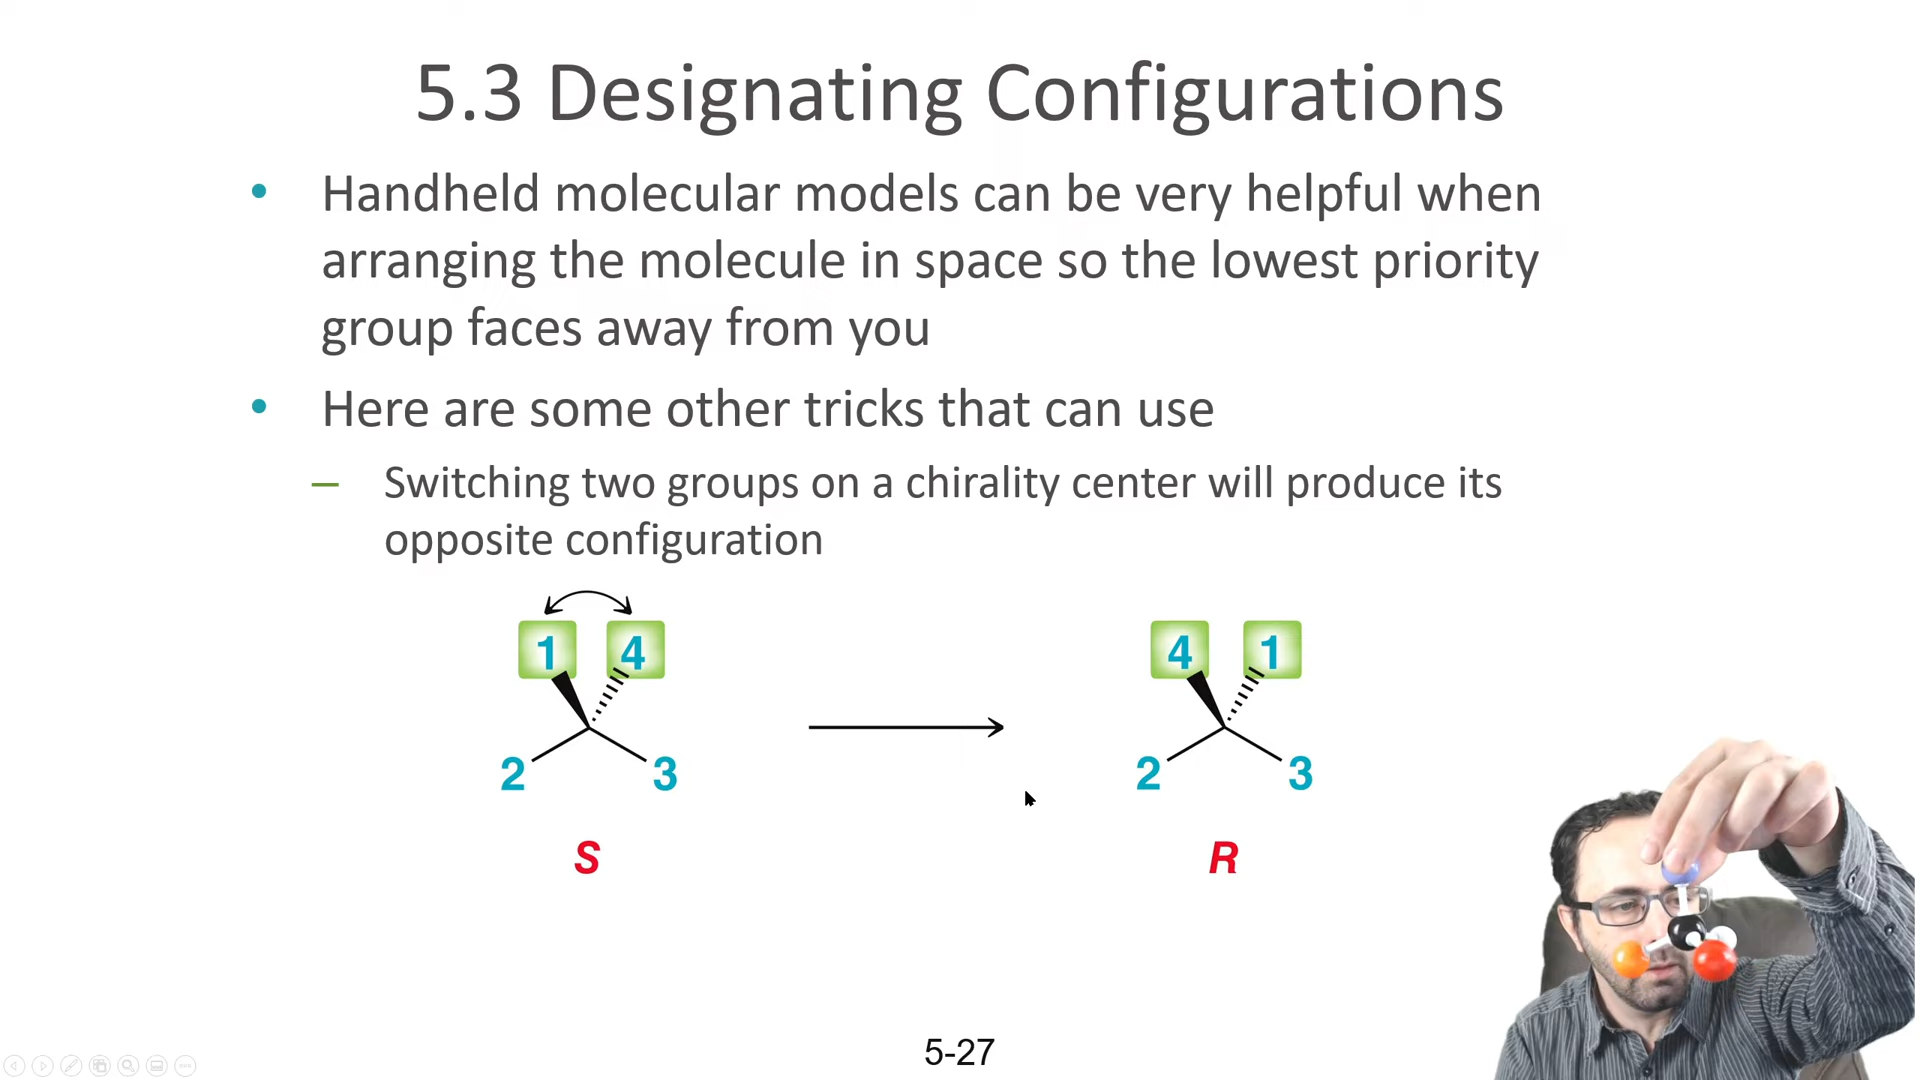 5.3 Designating Configurations
• Handheld molecular models can be very helpful when
arranging the molecule in space so the lowest priority
group faces away from you
• Here are some other tricks that can use
– Switching two groups on a chirality center will produce its
opposite configuration
1 4 4 1
2 3 2 3
S R
5-27